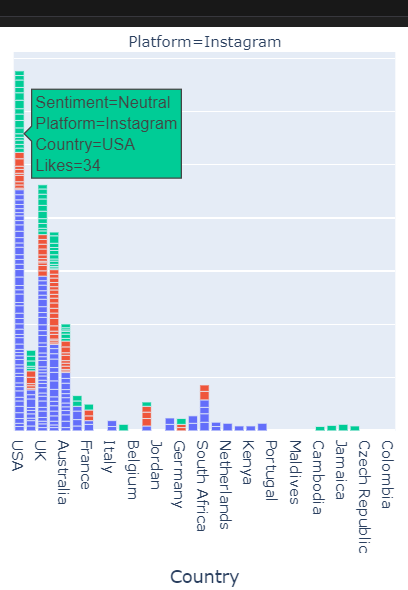 Platform=Instagram
Sentiment=Neutral
Platform=Instagram
Country=USA
Likes=34
USA
UK
Australia
France
Italy
Belgium
Jordan
Germany
South Africa
Netherlands
Kenya
Portugal
Maldives
Cambodia
Jamaica
Czech Republic
Colombia
Country